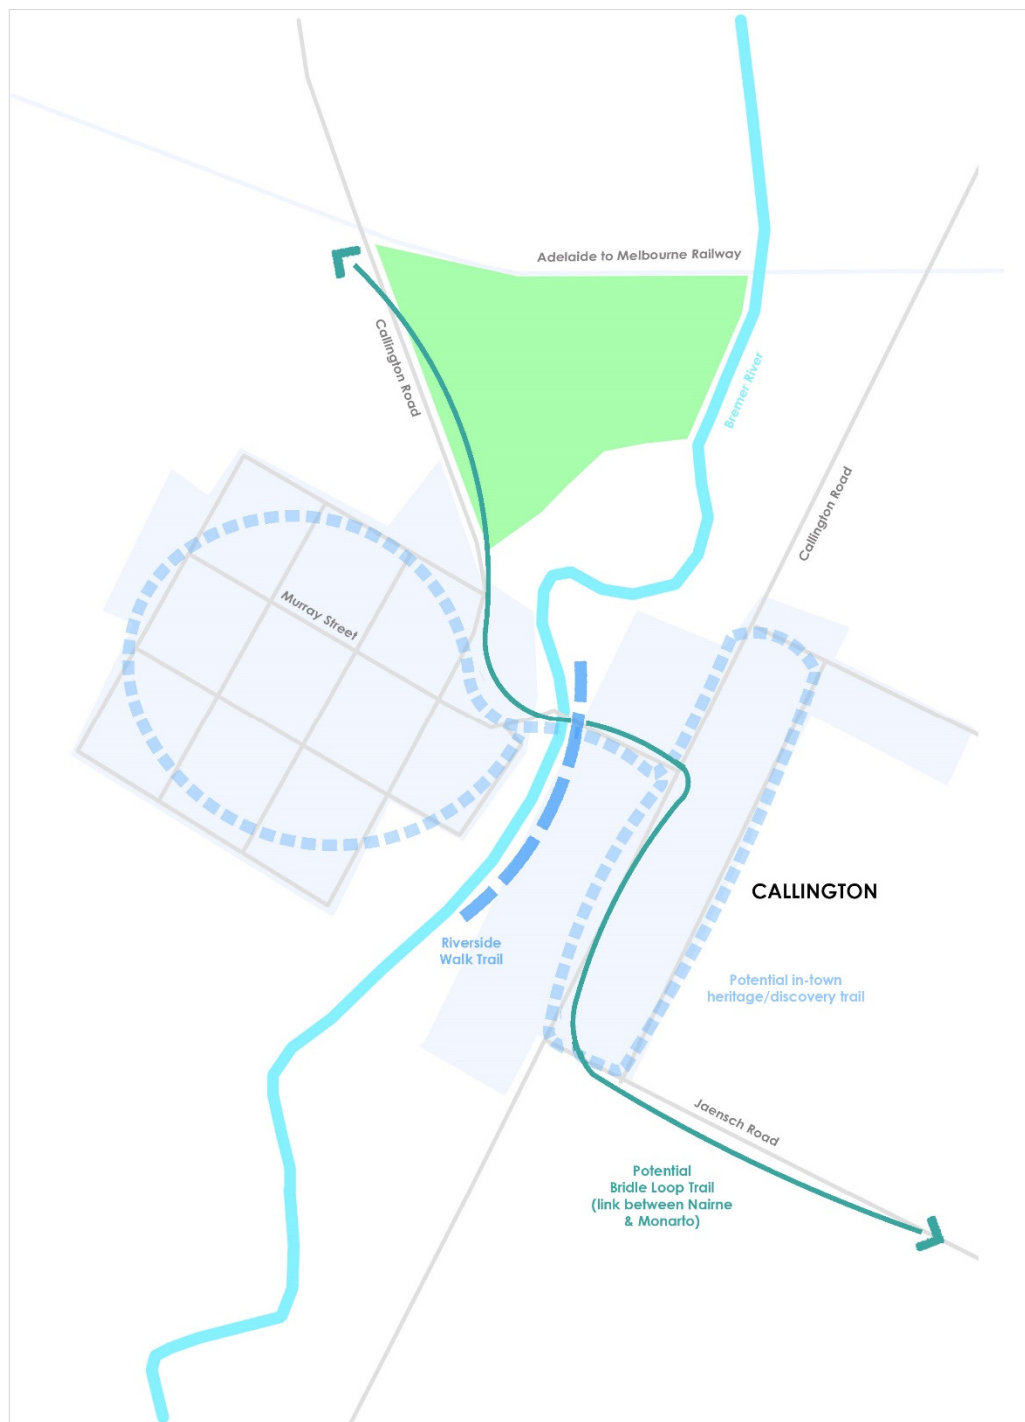 Adelaide to Melbourne Railway
Callington Road
Bremer River
Callington Road
Murray Street
CALLINGTON
Riverside
Walk Trail
Potential in-town
heritage/discovery trail
Jaensch Road
Potential
Bridle Loop Trail
(link between Nairne
& Monarto)